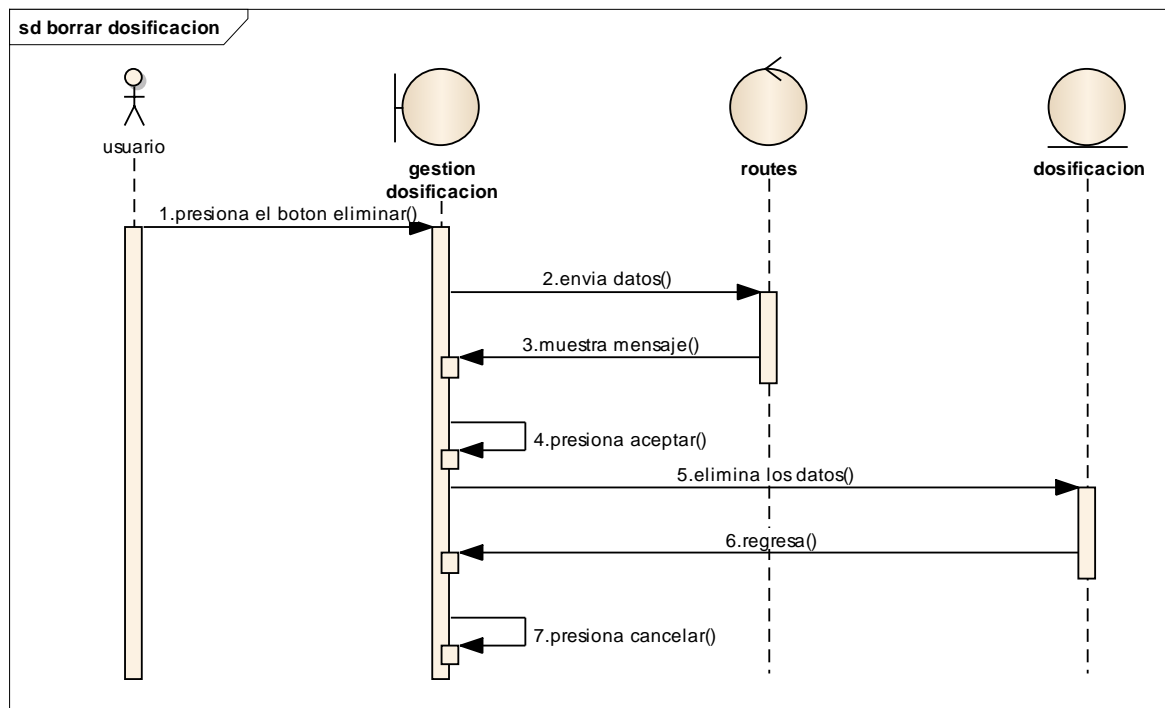 sd borrar dosificacion
usuario
gestion
dosificacion
routes
dosificacion
1.presiona el boton eliminar()
2.envia datos()
3.muestra mensaje()
4.presiona aceptar()
5.elimina los datos()
6.regresa()
7.presiona cancelar()